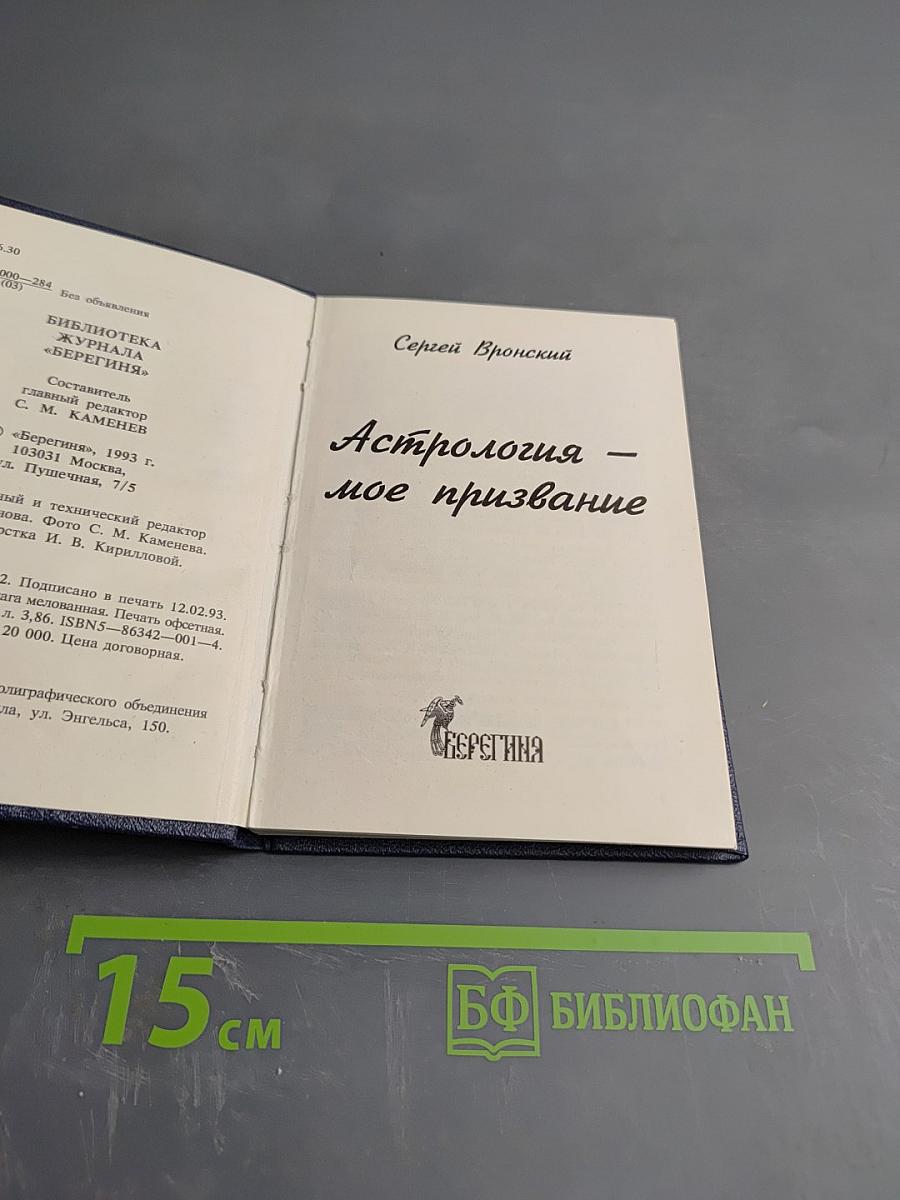 6.30
000—284
(03)
Без объявления
БИБЛИОТЕКА
ЖУРНАЛА
«БЕРЕГИНЯ»
Составитель
главный редактор
С. М. КАМЕНЕВ
«Берегиня», 1993 г.
103031 Москва,
ул. Пушечная, 7/5
ный и технический редактор
нова. Фото С. М. Каменева.
рстка И. В. Кирилловой.
2. Подписано в печать 12.02.93.
ага мелованная. Печать офсетная.
л. 3,86. ISBN5—86342—001—4.
20 000. Цена договорная.
олиграфического объединения
ла, ул. Энгельса, 150.
Сергей Вронский
Астрология —
мое призвание
БЕРЕГИНЯ
15 см
БФ БИБЛИОФАН